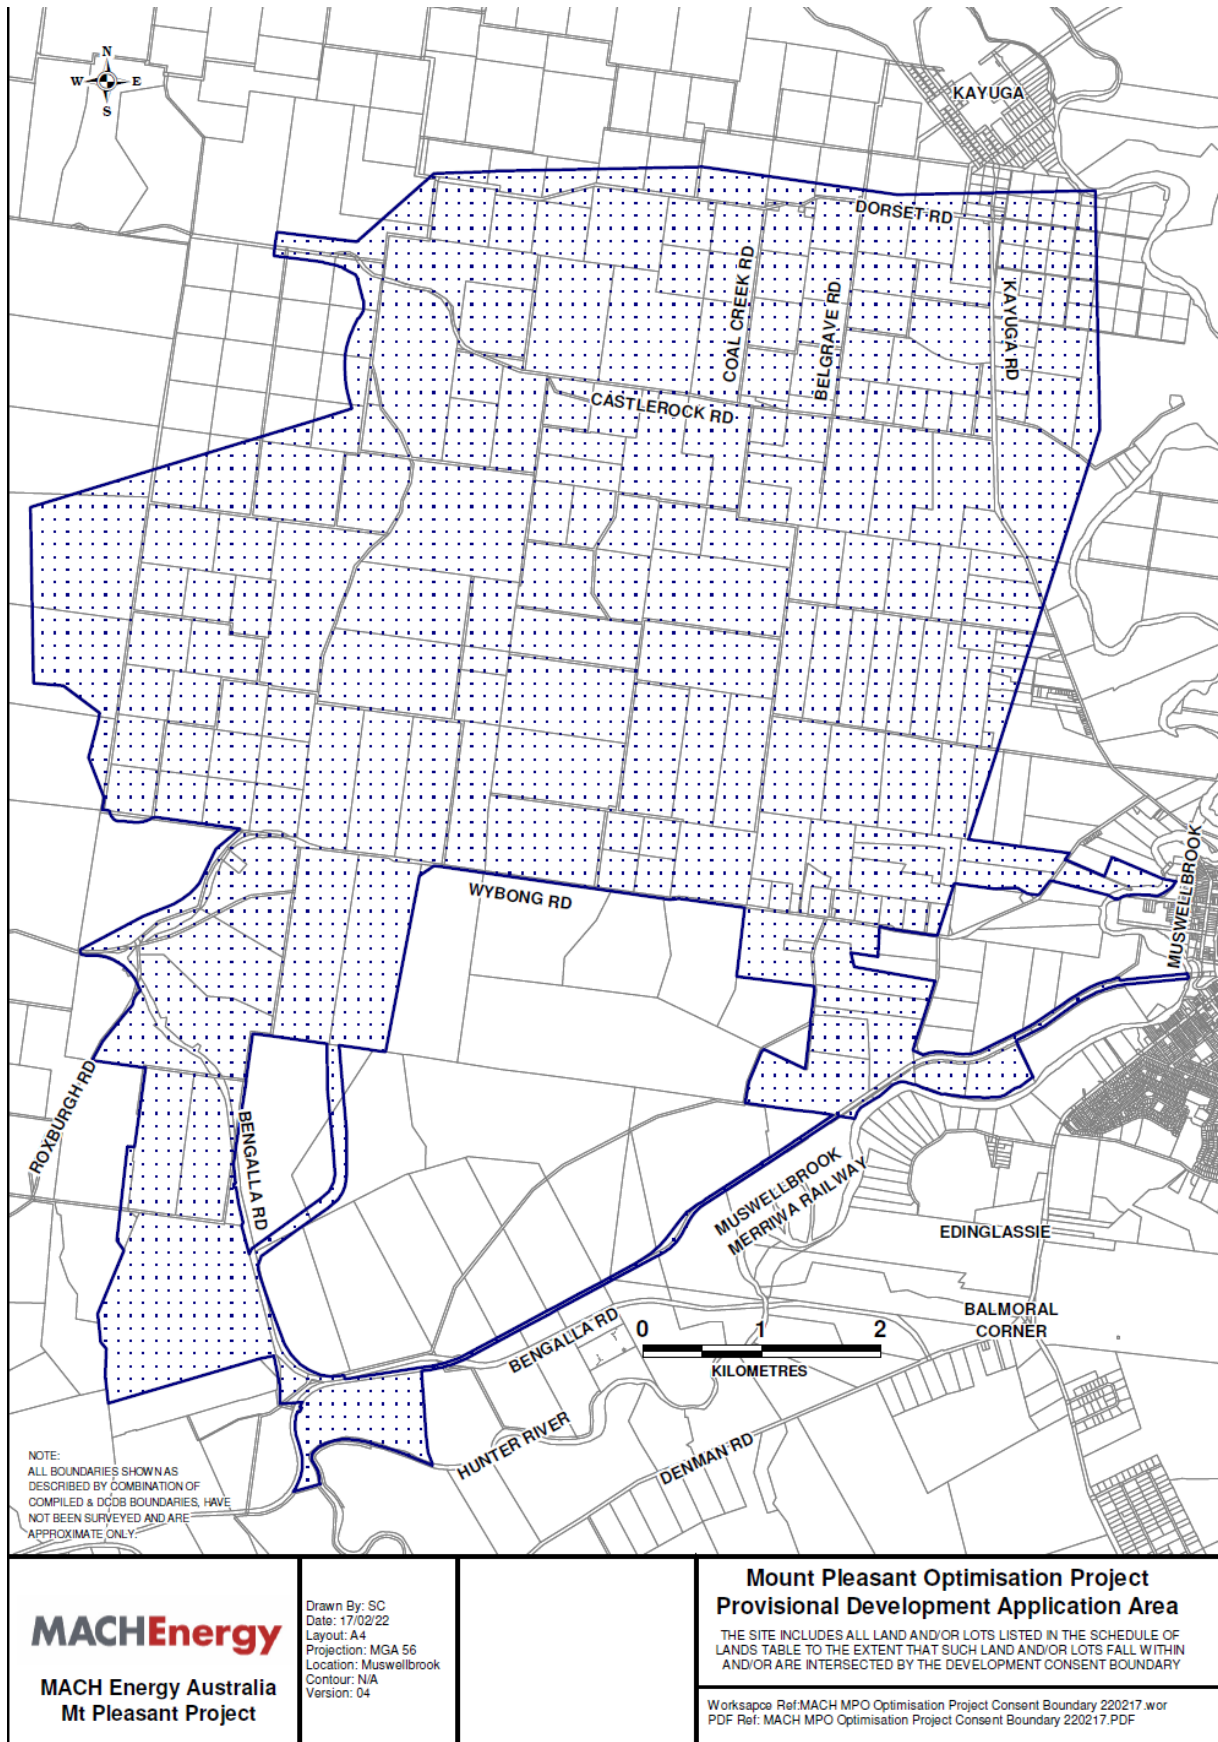 N
W E
S
KAYUGA
DORSET RD
COAL CREEK RD
BELGRAVE RD
KAYUGA RD
CASTLEROCK RD
WYBONG RD
MUSWELLBROOK
ROXBURGH RD
BENGALLA RD
MUSWELLBROOK
MERRIWA RAILWAY
EDINGLASSIE
BALMORAL
CORNER
BENGALLA RD
0 1 2
KILOMETRES
HUNTER RIVER
DENMAN RD
NOTE:
ALL BOUNDARIES SHOWN AS
DESCRIBED BY COMBINATION OF
COMPILED & DCDB BOUNDARIES, HAVE
NOT BEEN SURVEYED AND ARE
APPROXIMATE ONLY.
MACHEnergy
MACH Energy Australia
Mt Pleasant Project
Drawn By: SC
Date: 17/02/22
Layout: A4
Projection: MGA 56
Location: Muswellbrook
Contour: N/A
Version: 04
Mount Pleasant Optimisation Project
Provisional Development Application Area
THE SITE INCLUDES ALL LAND AND/OR LOTS LISTED IN THE SCHEDULE OF
LANDS TABLE TO THE EXTENT THAT SUCH LAND AND/OR LOTS FALL WITHIN
AND/OR ARE INTERSECTED BY THE DEVELOPMENT CONSENT BOUNDARY
Worksapce Ref:MACH MPO Optimisation Project Consent Boundary 220217.wor
PDF Ref: MACH MPO Optimisation Project Consent Boundary 220217.PDF